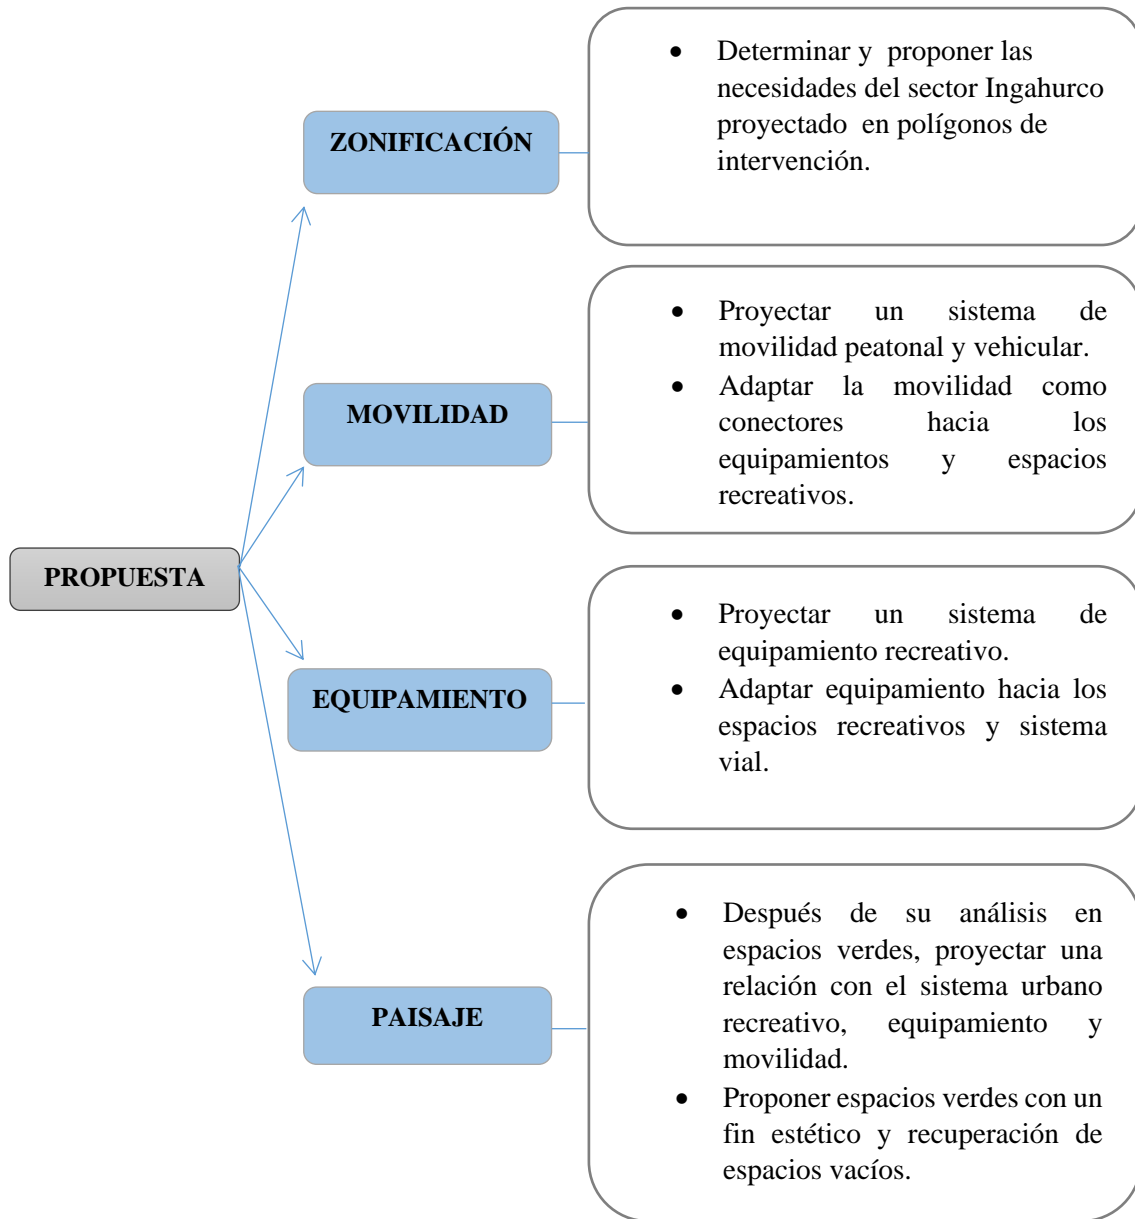 PROPUESTA
ZONIFICACIÓN
• Determinar y proponer las
necesidades del sector Ingahurco
proyectado en polígonos de
intervención.
MOVILIDAD
• Proyectar un sistema de
movilidad peatonal y vehicular.
• Adaptar la movilidad como
conectores hacia los
equipamientos y espacios
recreativos.
EQUIPAMIENTO
• Proyectar un sistema de
equipamiento recreativo.
• Adaptar equipamiento hacia los
espacios recreativos y sistema
vial.
PAISAJE
• Después de su análisis en
espacios verdes, proyectar una
relación con el sistema urbano
recreativo, equipamiento y
movilidad.
• Proponer espacios verdes con un
fin estético y recuperación de
espacios vacíos.